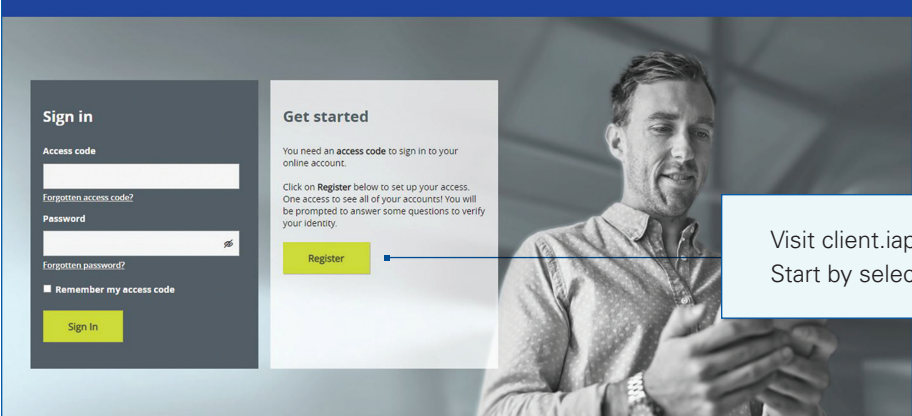 Sign in
Access code
Forgotten access code?
Password
Forgotten password?
Remember my access code
Sign In
Get started
You need an access code to sign in to your
online account.
Click on Register below to set up your access.
One access to see all of your accounts! You will
be prompted to answer some questions to verify
your identity.
Register
Visit client.iap
Start by selec